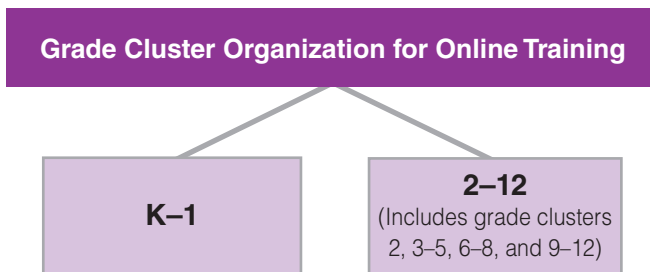 Grade Cluster Organization for Online Training
K–1
2–12
(Includes grade clusters
2, 3–5, 6–8, and 9–12)